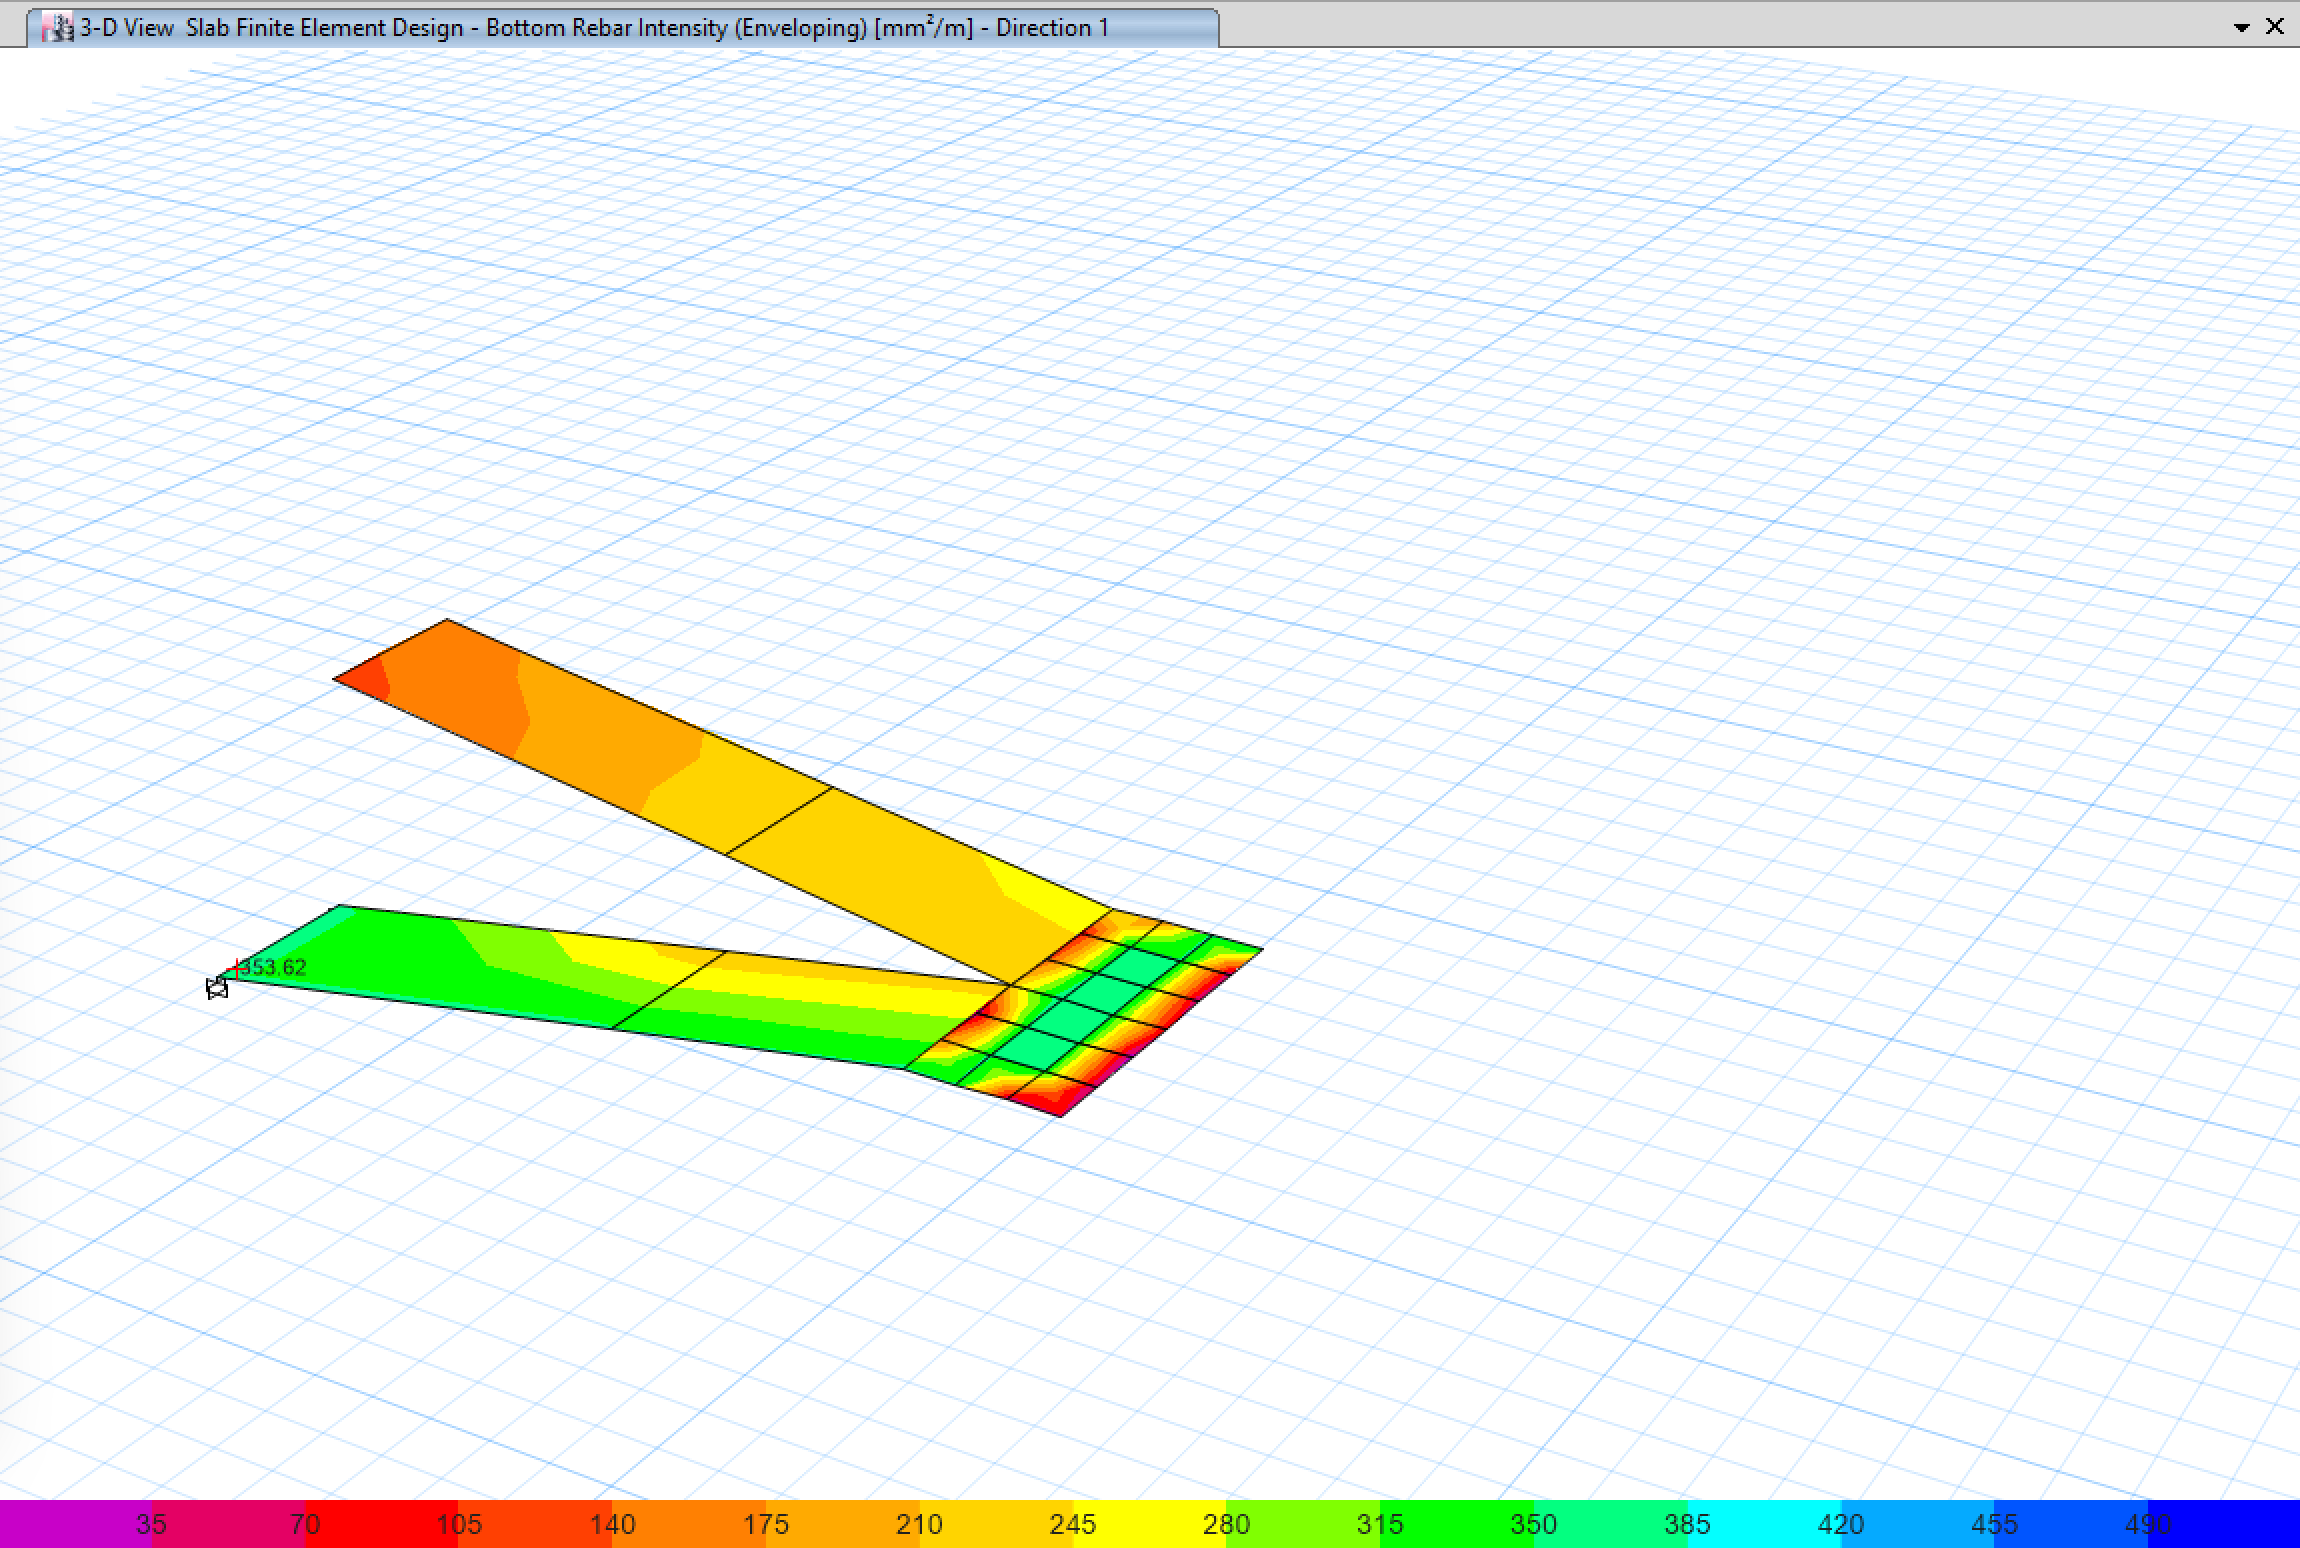 3-D View  Slab Finite Element Design - Bottom Rebar Intensity (Enveloping) [mm²/m] - Direction 1
353.62
35 70 105 140 175 210 245 280 315 350 385 420 455 490